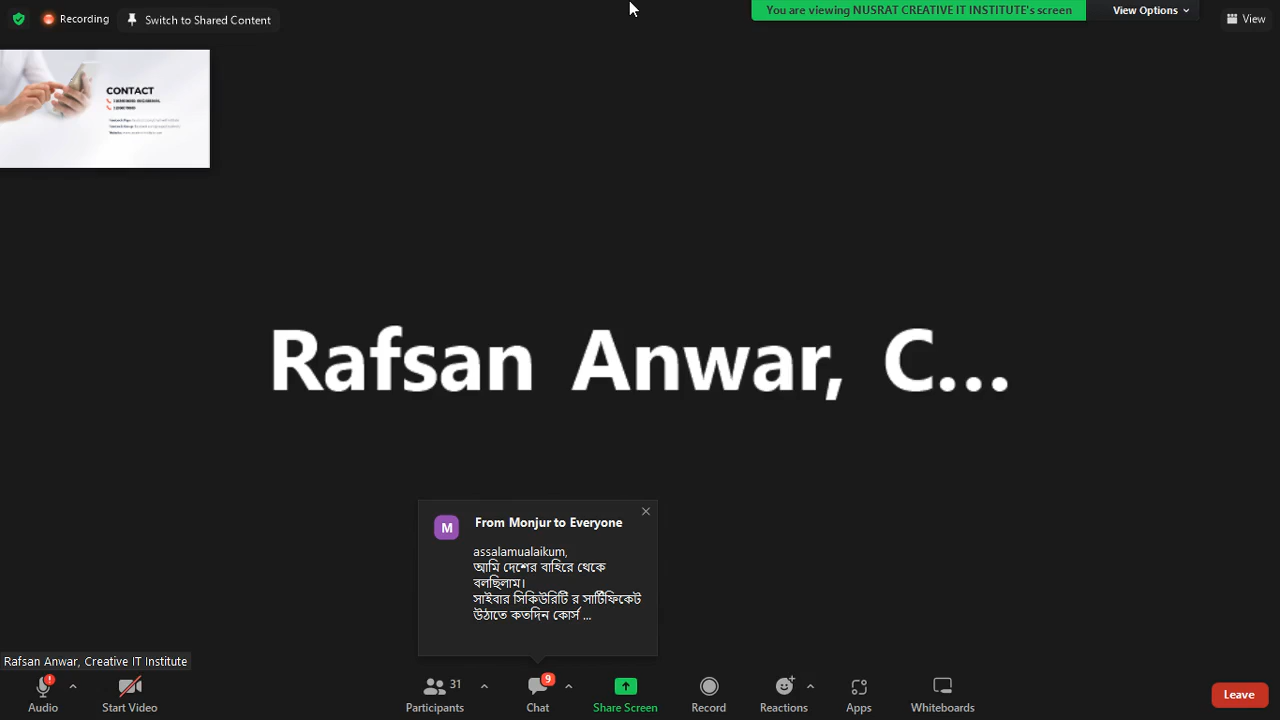 Recording
Switch to Shared Content
You are viewing NUSRAT CREATIVE IT INSTITUTE's screen
View Options
View
CONTACT
Rafsan Anwar, C...
M
From Monjur to Everyone
assalamualaikum,
আমি দেশের বাহিরে থেকে
বলছিলাম।
সাইবার সিকিউরিটি র সার্টিফিকেট
উঠাতে কতদিন কোর্স ...
Rafsan Anwar, Creative IT Institute
Audio
Start Video
31
Participants
9
Chat
Share Screen
Record
Reactions
Apps
Whiteboards
Leave